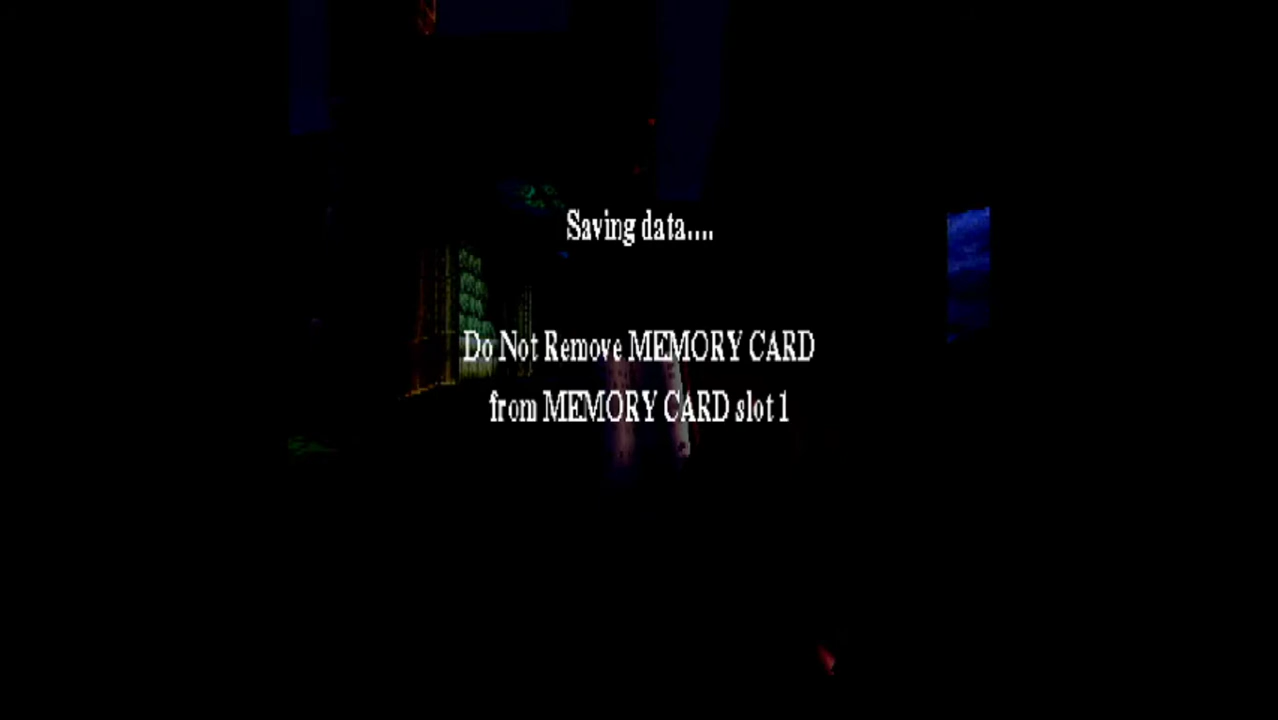 Saving data....
Do Not Remove MEMORY CARD
from MEMORY CARD slot 1